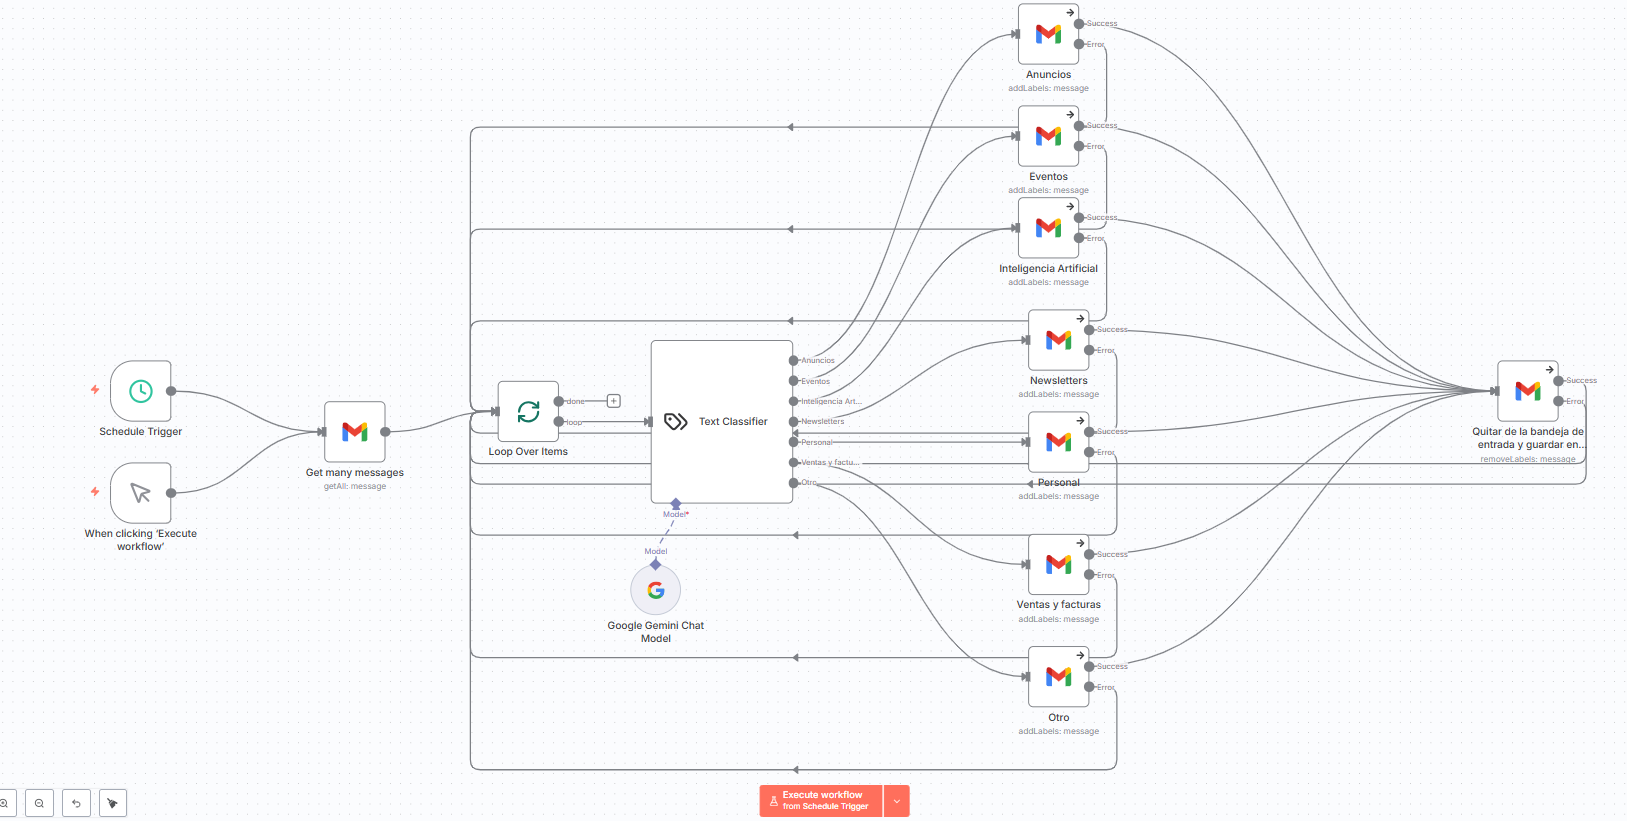 Success
Error
Anuncios
addLabels: message
Success
Error
Eventos
addLabels: message
Success
Error
Inteligencia Artificial
addLabels: message
Success
Error
Newsletters
addLabels: message
Success
Error
Personal
addLabels: message
Success
Error
Ventas y facturas
addLabels: message
Success
Error
Otro
addLabels: message
Schedule Trigger
When clicking ‘Execute
workflow’
Get many messages
getAll: message
done
loop
Loop Over Items
Text Classifier
Anuncios
Eventos
Inteligencia Art...
Newsletters
Personal
Ventas y factu...
Otro
Model*
Model
Google Gemini Chat
Model
Success
Error
Quitar de la bandeja de
entrada y guardar en...
removeLabels: message
Execute workflow
from Schedule Trigger